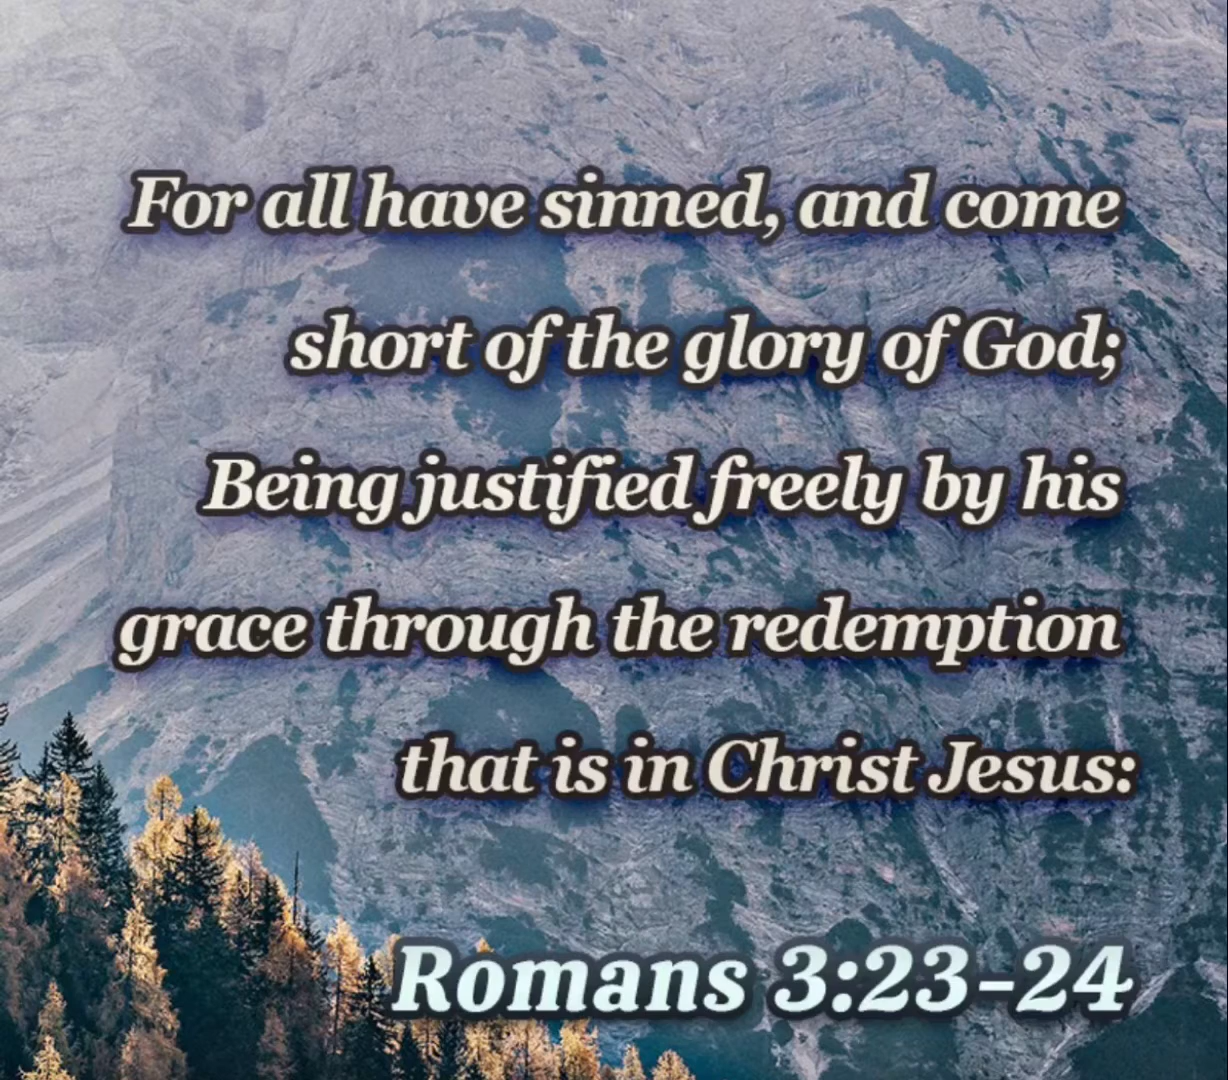 For all have sinned, and come
short of the glory of God;
Being justified freely by his
grace through the redemption
that is in Christ Jesus:
Romans 3:23-24